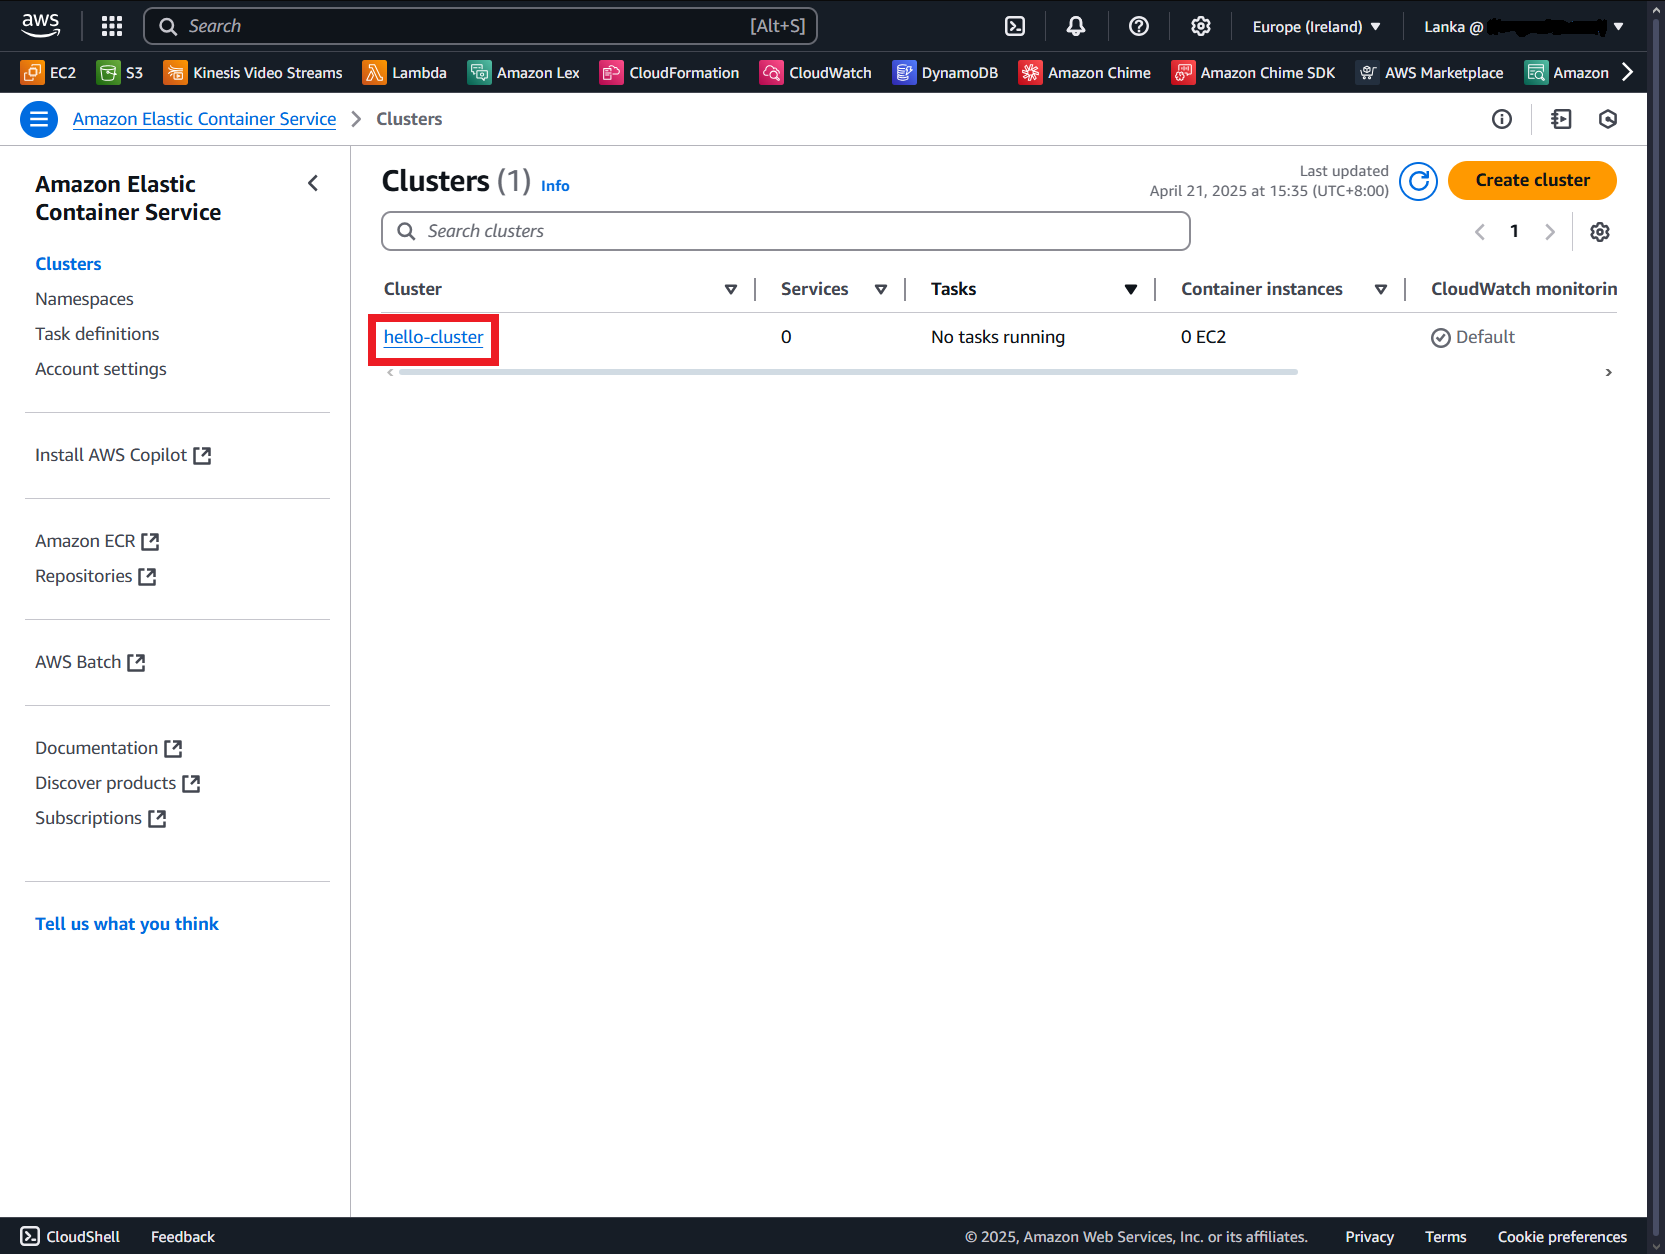 aws
Search [Alt+S]
Europe (Ireland)
Lanka @
EC2 S3 Kinesis Video Streams Lambda Amazon Lex CloudFormation CloudWatch DynamoDB Amazon Chime Amazon Chime SDK AWS Marketplace Amazon
Amazon Elastic Container Service > Clusters
Amazon Elastic
Container Service
Clusters
Namespaces
Task definitions
Account settings
Install AWS Copilot
Amazon ECR
Repositories
AWS Batch
Documentation
Discover products
Subscriptions
Tell us what you think
Clusters (1) Info
Last updated
April 21, 2025 at 15:35 (UTC+8:00)
Create cluster
Search clusters
1
Cluster Services Tasks Container instances CloudWatch monitorin
hello-cluster 0 No tasks running 0 EC2 Default
CloudShell Feedback © 2025, Amazon Web Services, Inc. or its affiliates. Privacy Terms Cookie preferences